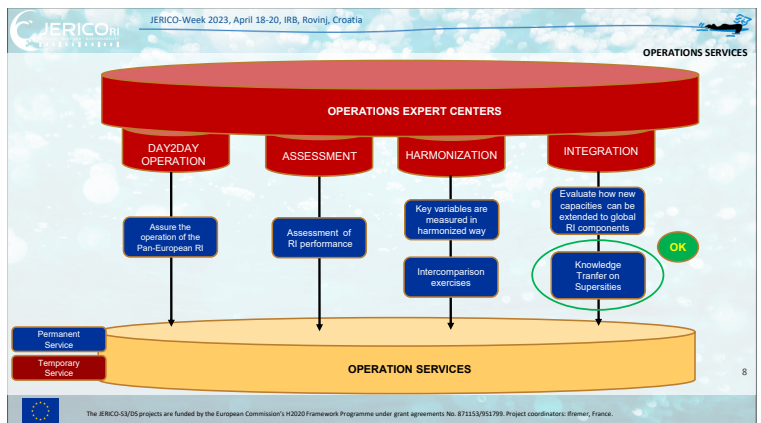 JERICO-Week 2023, April 18-20, IRB, Rovinj, Croatia
JERICO RI
OPERATIONS SERVICES
OPERATIONS EXPERT CENTERS
DAY2DAY
OPERATION
ASSESSMENT
HARMONIZATION
INTEGRATION
Assure the
operation of the
Pan-European RI
Assessment of
RI performance
Key variables are
measured in
harmonized way
Intercomparison
exercises
Evaluate how new
capacities can be
extended to global
RI components
OK
Knowledge
Tranfer on
Supersities
Permanent
Service
Temporary
Service
OPERATION SERVICES
8
The JERICO-S3/DS projects are funded by the European Commission's H2020 Framework Programme under grant agreements No. 871153/951799. Project coordinators: Ifremer, France.